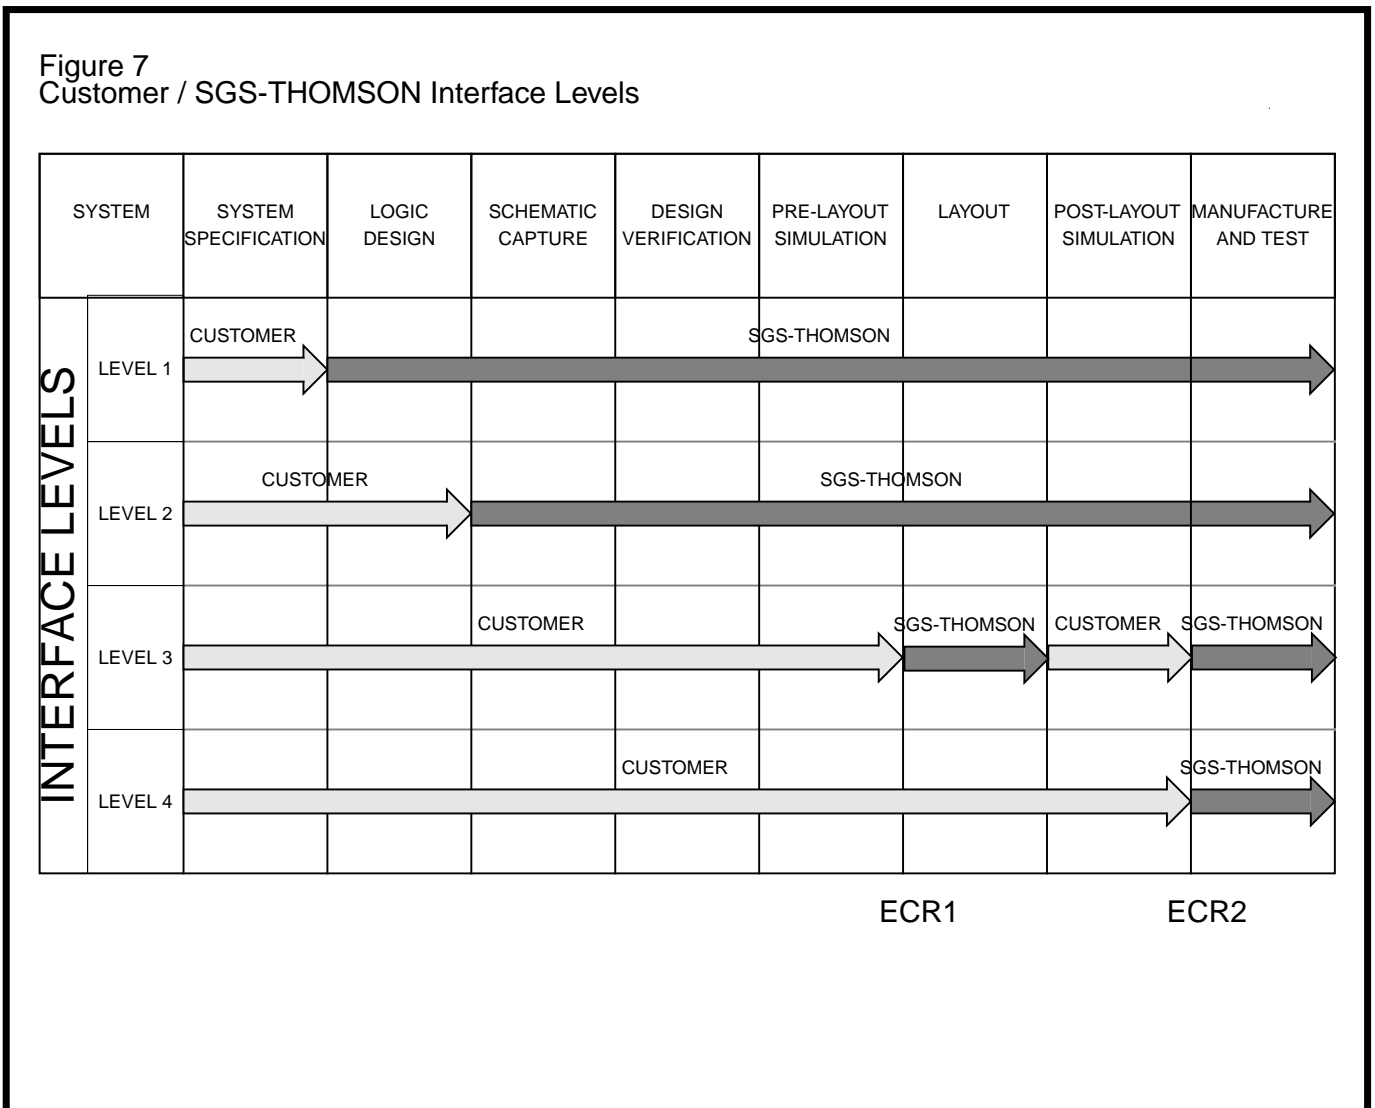 Figure 7
Customer / SGS-THOMSON Interface Levels
SYSTEM
SYSTEM
SPECIFICATION
LOGIC
DESIGN
SCHEMATIC
CAPTURE
DESIGN
VERIFICATION
PRE-LAYOUT
SIMULATION
LAYOUT
POST-LAYOUT
SIMULATION
MANUFACTURE
AND TEST
INTERFACE LEVELS
LEVEL 1
CUSTOMER
SGS-THOMSON
LEVEL 2
CUSTOMER
SGS-THOMSON
LEVEL 3
CUSTOMER
SGS-THOMSON
CUSTOMER
SGS-THOMSON
LEVEL 4
CUSTOMER
SGS-THOMSON
ECR1
ECR2